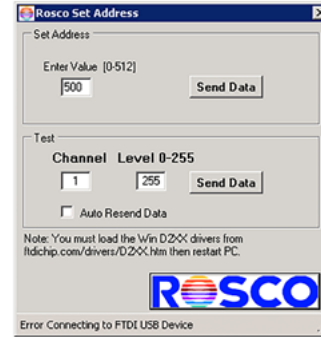 Rosco Set Address
Set Address
Enter Value [0-512]
500
Send Data
Test
Channel Level 0-255
1 255 Send Data
Auto Resend Data
Note: You must load the Win D2XX drivers from
ftdichip.com/drivers/D2XX.htm then restart PC.
ROSCO
Error Connecting to FTDI USB Device